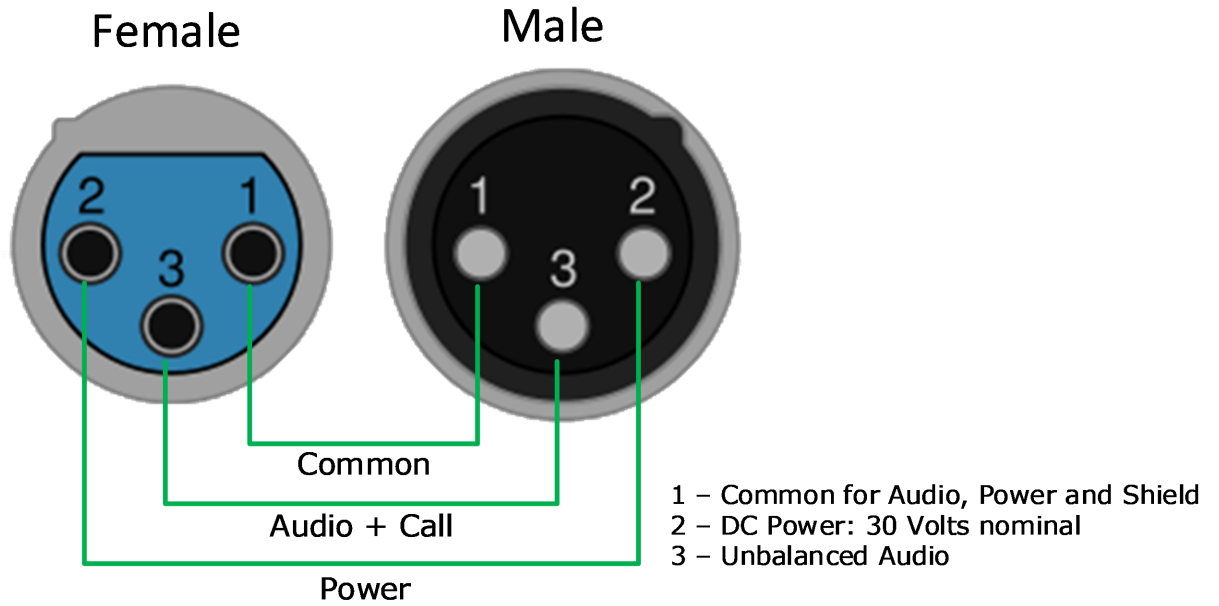 Female
Male
2 1
3
1 2
3
Common
Audio + Call
Power
1 – Common for Audio, Power and Shield
2 – DC Power: 30 Volts nominal
3 – Unbalanced Audio